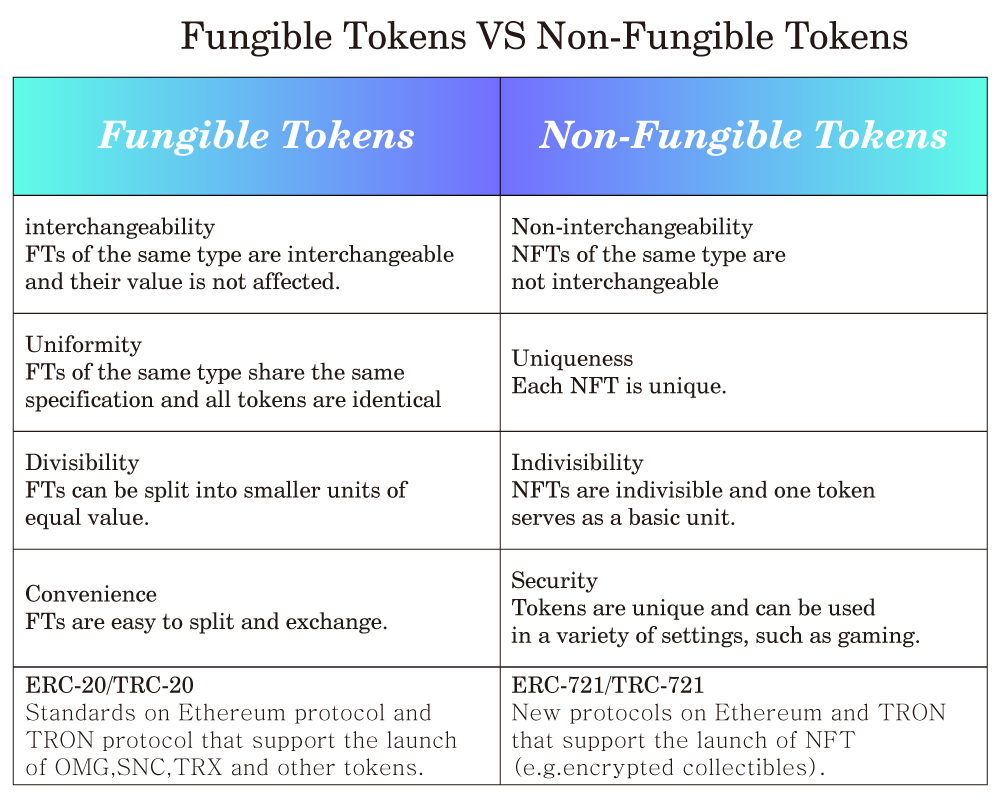 Fungible Tokens VS Non-Fungible Tokens
Fungible Tokens
Non-Fungible Tokens
interchangeability
FTs of the same type are interchangeable
and their value is not affected.
Non-interchangeability
NFTs of the same type are
not interchangeable
Uniformity
FTs of the same type share the same
specification and all tokens are identical
Uniqueness
Each NFT is unique.
Divisibility
FTs can be split into smaller units of
equal value.
Indivisibility
NFTs are indivisible and one token
serves as a basic unit.
Convenience
FTs are easy to split and exchange.
Security
Tokens are unique and can be used
in a variety of settings, such as gaming.
ERC-20/TRC-20
Standards on Ethereum protocol and
TRON protocol that support the launch
of OMG,SNC,TRX and other tokens.
ERC-721/TRC-721
New protocols on Ethereum and TRON
that support the launch of NFT
(e.g.encrypted collectibles).